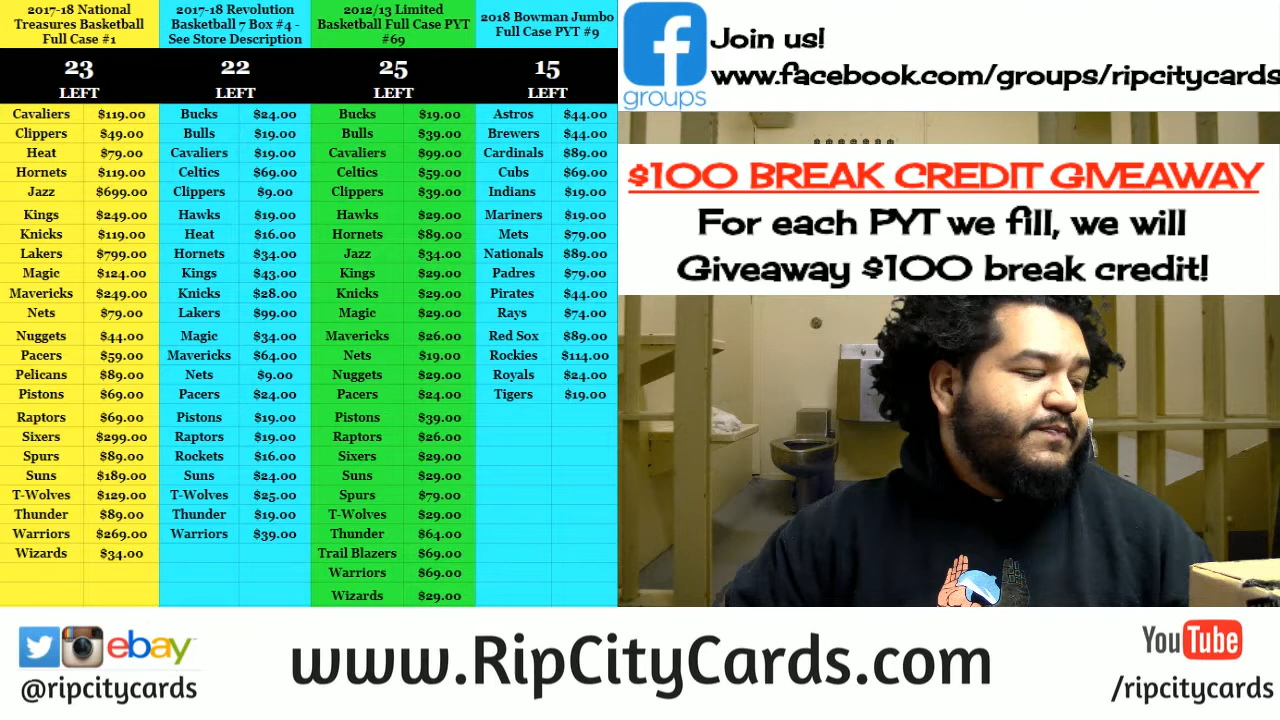 2017-18 National
Treasures Basketball
Full Case #1
23
LEFT
Cavaliers $119.00
Clippers $49.00
Heat $79.00
Hornets $119.00
Jazz $699.00
Kings $249.00
Knicks $119.00
Lakers $799.00
Magic $124.00
Mavericks $249.00
Nets $79.00
Nuggets $44.00
Pacers $59.00
Pelicans $89.00
Pistons $69.00
Raptors $69.00
Sixers $299.00
Spurs $89.00
Suns $189.00
T-Wolves $129.00
Thunder $89.00
Warriors $269.00
Wizards $34.00
2017-18 Revolution
Basketball 7 Box #4 -
See Store Description
22
LEFT
Bucks $24.00
Bulls $19.00
Cavaliers $19.00
Celtics $69.00
Clippers $9.00
Hawks $19.00
Heat $16.00
Hornets $34.00
Kings $43.00
Knicks $28.00
Lakers $99.00
Magic $34.00
Mavericks $64.00
Nets $9.00
Pacers $24.00
Pistons $19.00
Raptors $19.00
Rockets $16.00
Suns $24.00
T-Wolves $25.00
Thunder $19.00
Warriors $39.00
2012/13 Limited
Basketball Full Case PYT
#69
25
LEFT
Bucks $19.00
Bulls $39.00
Cavaliers $99.00
Celtics $59.00
Clippers $39.00
Hawks $29.00
Hornets $89.00
Jazz $34.00
Kings $29.00
Knicks $29.00
Magic $29.00
Mavericks $26.00
Nets $19.00
Nuggets $29.00
Pacers $24.00
Pistons $39.00
Raptors $26.00
Sixers $29.00
Suns $29.00
Spurs $79.00
T-Wolves $29.00
Thunder $64.00
Trail Blazers $69.00
Warriors $69.00
Wizards $29.00
2018 Bowman Jumbo
Full Case PYT #9
15
LEFT
Astros $44.00
Brewers $44.00
Cardinals $89.00
Cubs $69.00
Indians $19.00
Mariners $19.00
Mets $79.00
Nationals $89.00
Padres $79.00
Pirates $44.00
Rays $74.00
Red Sox $89.00
Rockies $114.00
Royals $24.00
Tigers $19.00
f
groups
Join us!
www.facebook.com/groups/ripcitycards
$100 BREAK CREDIT GIVEAWAY
For each PYT we fill, we will
Giveaway $100 break credit!
ebay
@ripcitycards
www.RipCityCards.com
YouTube
/ripcitycards